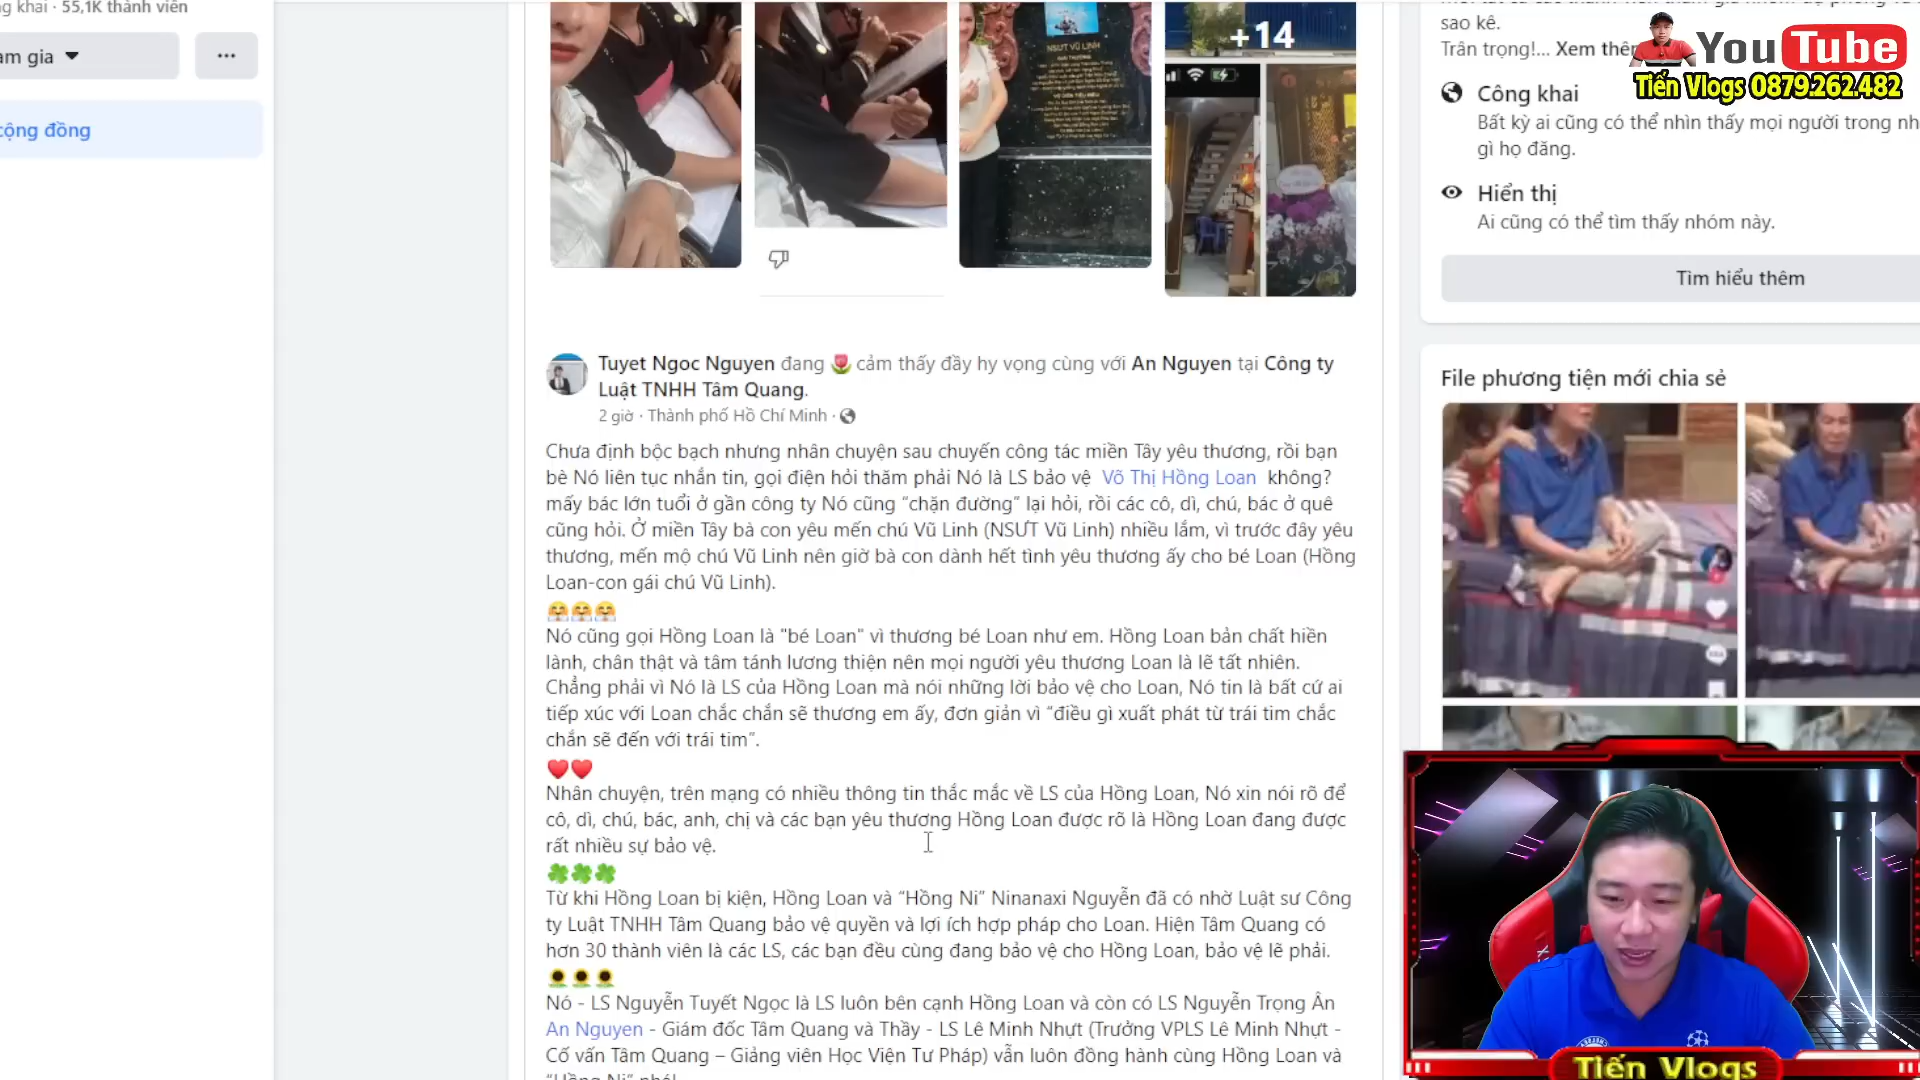 ng khai · 55,1K thành viên
am gia
cộng đồng
NSƯT VŨ LINH
+14
Tuyet Ngoc Nguyen đang 🌷 cảm thấy đầy hy vọng cùng với An Nguyen tại Công ty
Luật TNHH Tâm Quang.
2 giờ · Thành phố Hồ Chí Minh ·
Chưa định bộc bạch nhưng nhân chuyện sau chuyến công tác miền Tây yêu thương, rồi bạn
bè Nó liên tục nhắn tin, gọi điện hỏi thăm phải Nó là LS bảo vệ Võ Thị Hồng Loan không?
mấy bác lớn tuổi ở gần công ty Nó cũng “chặn đường” lại hỏi, rồi các cô, dì, chú, bác ở quê
cũng hỏi. Ở miền Tây bà con yêu mến chú Vũ Linh (NSƯT Vũ Linh) nhiều lắm, vì trước đây yêu
thương, mến mộ chú Vũ Linh nên giờ bà con dành hết tình yêu thương ấy cho bé Loan (Hồng
Loan-con gái chú Vũ Linh).
🤗🤗🤗
Nó cũng gọi Hồng Loan là "bé Loan" vì thương bé Loan như em. Hồng Loan bản chất hiền
lành, chân thật và tâm tánh lương thiện nên mọi người yêu thương Loan là lẽ tất nhiên.
Chẳng phải vì Nó là LS của Hồng Loan mà nói những lời bảo vệ cho Loan, Nó tin là bất cứ ai
tiếp xúc với Loan chắc chắn sẽ thương em ấy, đơn giản vì “điều gì xuất phát từ trái tim chắc
chắn sẽ đến với trái tim”.
❤️❤️
Nhân chuyện, trên mạng có nhiều thông tin thắc mắc về LS của Hồng Loan, Nó xin nói rõ để
cô, dì, chú, bác, anh, chị và các bạn yêu thương Hồng Loan được rõ là Hồng Loan đang được
rất nhiều sự bảo vệ.
🍀🍀🍀
Từ khi Hồng Loan bị kiện, Hồng Loan và “Hồng Ni” Ninanaxi Nguyễn đã có nhờ Luật sư Công
ty Luật TNHH Tâm Quang bảo vệ quyền và lợi ích hợp pháp cho Loan. Hiện Tâm Quang có
hơn 30 thành viên là các LS, các bạn đều cùng đang bảo vệ cho Hồng Loan, bảo vệ lẽ phải.
🌻🌻🌻
Nó - LS Nguyễn Tuyết Ngọc là LS luôn bên cạnh Hồng Loan và còn có LS Nguyễn Trọng Ân
An Nguyen - Giám đốc Tâm Quang và Thầy - LS Lê Minh Nhựt (Trưởng VPLS Lê Minh Nhựt -
Cố vấn Tâm Quang – Giảng viên Học Viện Tư Pháp) vẫn luôn đồng hành cùng Hồng Loan và
“Hồng Ni” nhé!
sao kê.
Trân trọng!... Xem thêm
YouTube
Tiến Vlogs 0879.262.482
Công khai
Bất kỳ ai cũng có thể nhìn thấy mọi người trong nh
gì họ đăng.
Hiển thị
Ai cũng có thể tìm thấy nhóm này.
Tìm hiểu thêm
File phương tiện mới chia sẻ
Tiến Vlogs